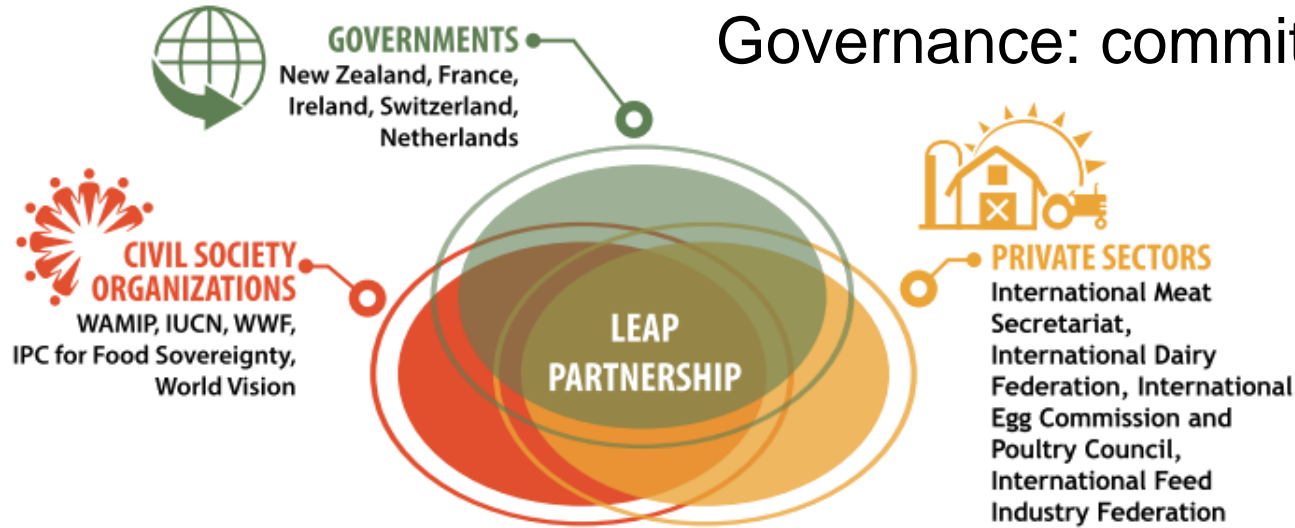 Governance: commit
GOVERNMENTS
New Zealand, France,
Ireland, Switzerland,
Netherlands
CIVIL SOCIETY
ORGANIZATIONS
WAMIP, IUCN, WWF,
IPC for Food Sovereignty,
World Vision
LEAP
PARTNERSHIP
PRIVATE SECTORS
International Meat
Secretariat,
International Dairy
Federation, International
Egg Commission and
Poultry Council,
International Feed
Industry Federation